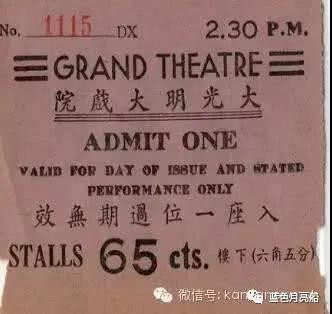 No. 1115 DX 2.30 P.M.
GRAND THEATRE
大光明大戲院
ADMIT ONE
VALID FOR DAY OF ISSUE AND STATED
PERFORMANCE ONLY
入座一位過期無效
STALLS 65 cts. 樓下(六角五分)
微信号:
蓝色月亮船